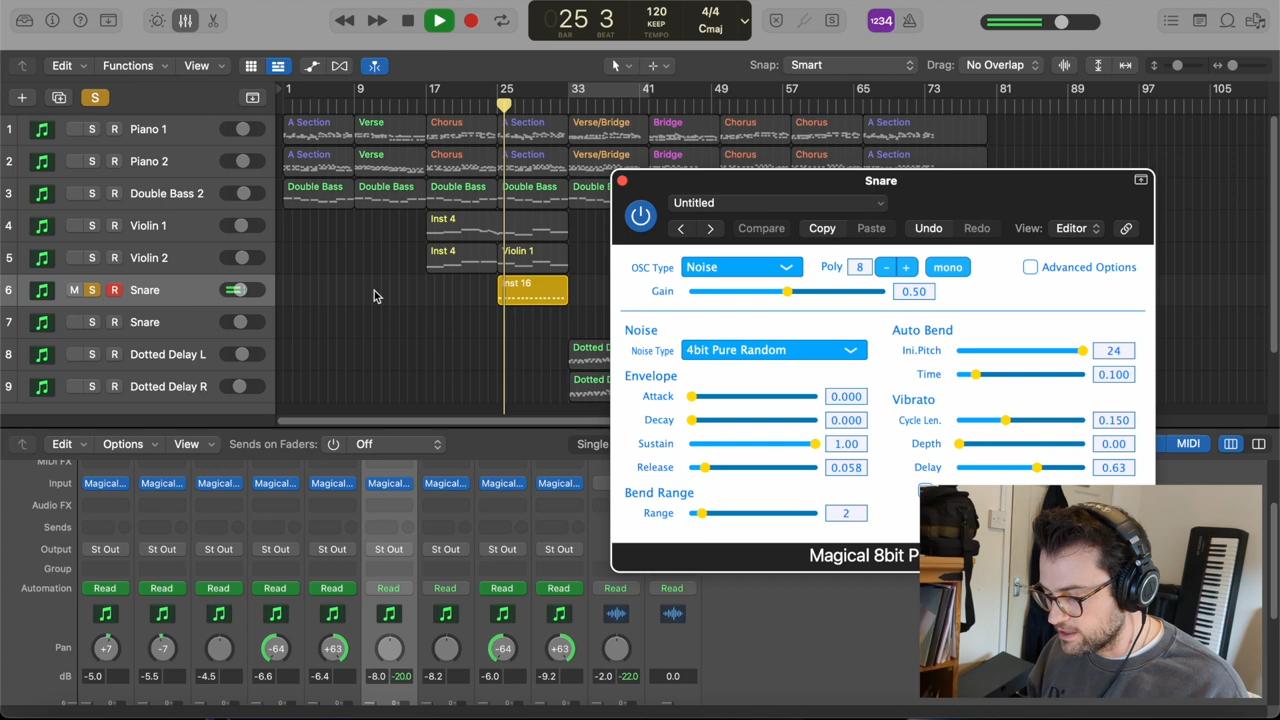 25 3
BAR BEAT
120
KEEP
TEMPO
4/4
Cmaj
S
1234
Edit Functions View Snap: Smart Drag: No Overlap
S
1 9 17 25 33 41 49 57 65 73 81 89 97 105
1 S R Piano 1
A Section Verse Chorus A Section Verse/Bridge Bridge Chorus Chorus A Section
2 S R Piano 2
A Section Verse Chorus A Section Verse/Bridge Bridge Chorus Chorus A Section
3 S R Double Bass 2
Double Bass Double Bass Double Bass Double Bass Double
4 S R Violin 1
Inst 4
5 S R Violin 2
Inst 4 Violin 1
6 M S R Snare
Inst 16
7 S R Snare
8 S R Dotted Delay L
Dotted D
9 S R Dotted Delay R
Dotted D
Snare
Untitled
Compare Copy Paste Undo Redo View: Editor
OSC Type Noise Poly 8 - + mono Advanced Options
Gain 0.50
Noise
Noise Type 4bit Pure Random
Envelope
Attack 0.000
Decay 0.000
Sustain 1.00
Release 0.058
Bend Range
Range 2
Auto Bend
Ini.Pitch 24
Time 0.100
Vibrato
Cycle Len. 0.150
Depth 0.00
Delay 0.63
Magical 8bit P
Edit Options View Sends on Faders: Off Single MIDI
MIDI FX
Input Magical... Magical... Magical... Magical... Magical... Magical... Magical... Magical... Magical...
Audio FX
Sends
Output St Out St Out St Out St Out St Out St Out St Out St Out St Out
Group
Automation Read Read Read Read Read Read Read Read Read Read Read
Pan +7 -7 -64 +63 -64 +63
dB -5.0 -5.5 -4.5 -6.6 -6.4 -8.0 -20.0 -8.2 -6.0 -9.2 -2.0 -22.0 0.0